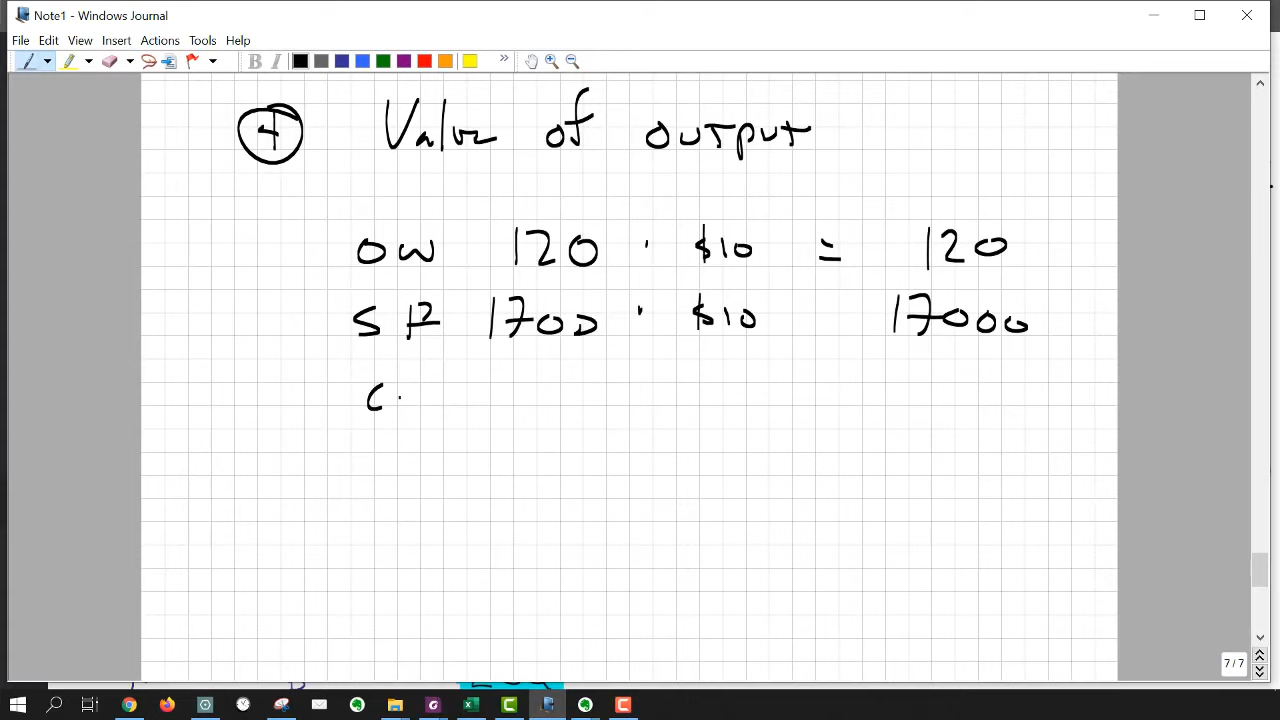 Note1 - Windows Journal
File Edit View Insert Actions Tools Help
B I
4 Value of output
OW 120 · $10 = 120
SR 1700 · $10 17000
C
7 / 7